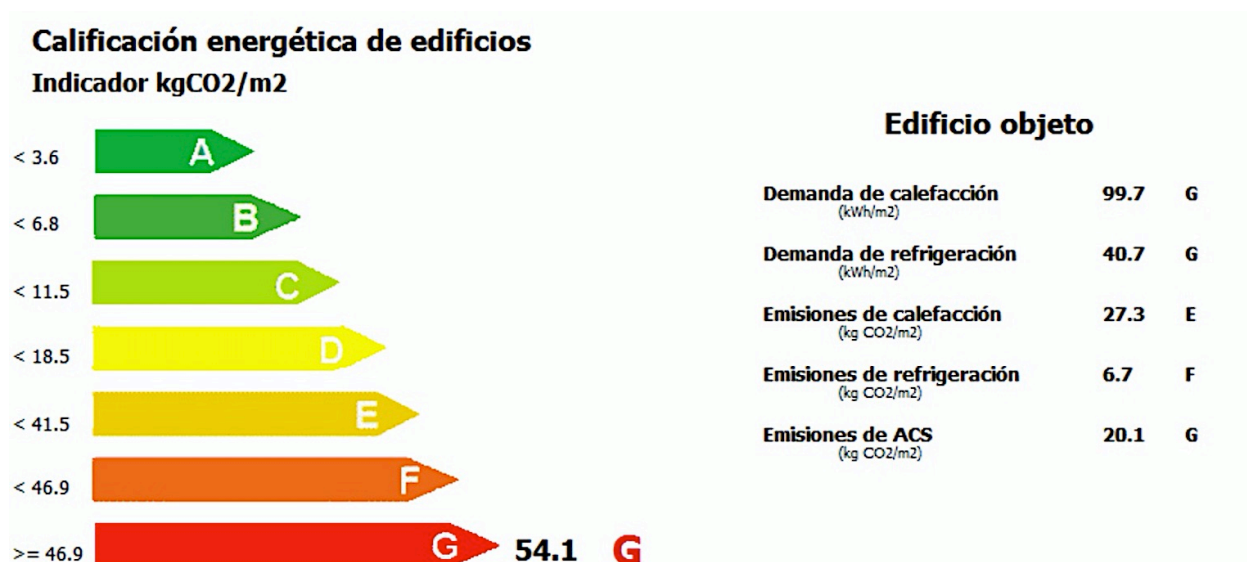 Calificación energética de edificios
Indicador kgCO2/m2
< 3.6 A
< 6.8 B
< 11.5 C
< 18.5 D
< 41.5 E
< 46.9 F
>= 46.9 G 54.1 G
Edificio objeto
Demanda de calefacción 99.7 G
(kWh/m2)
Demanda de refrigeración 40.7 G
(kWh/m2)
Emisiones de calefacción 27.3 E
(kg CO2/m2)
Emisiones de refrigeración 6.7 F
(kg CO2/m2)
Emisiones de ACS 20.1 G
(kg CO2/m2)